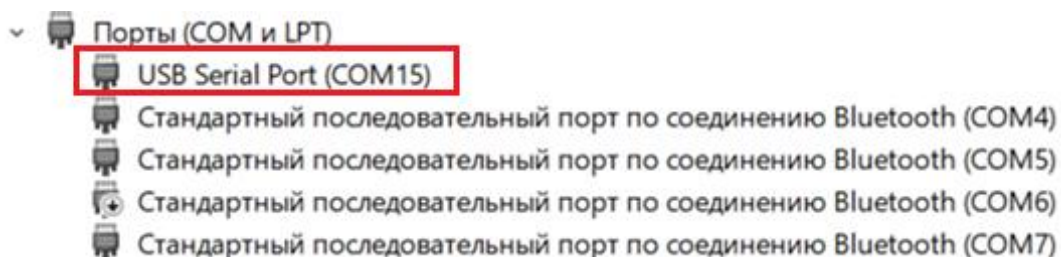 Порты (COM и LPT)
USB Serial Port (COM15)
Стандартный последовательный порт по соединению Bluetooth (COM4)
Стандартный последовательный порт по соединению Bluetooth (COM5)
Стандартный последовательный порт по соединению Bluetooth (COM6)
Стандартный последовательный порт по соединению Bluetooth (COM7)